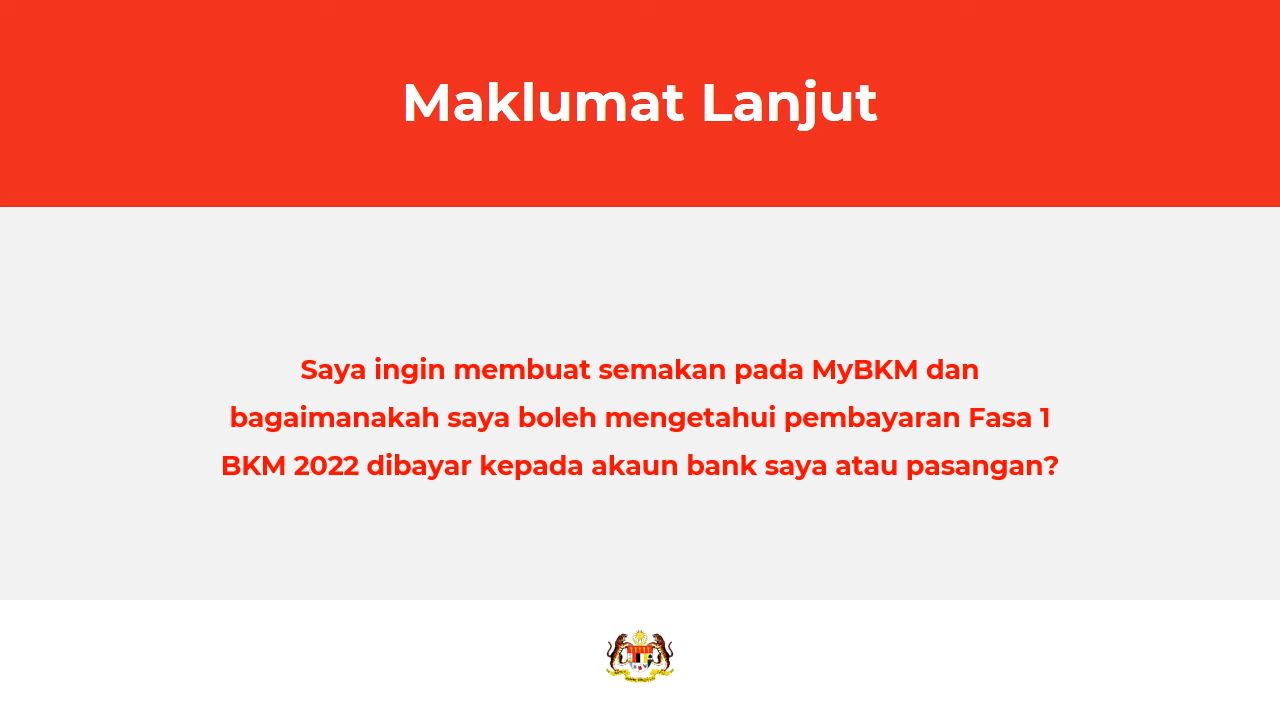 Maklumat Lanjut
Saya ingin membuat semakan pada MyBKM dan
bagaimanakah saya boleh mengetahui pembayaran Fasa 1
BKM 2022 dibayar kepada akaun bank saya atau pasangan?